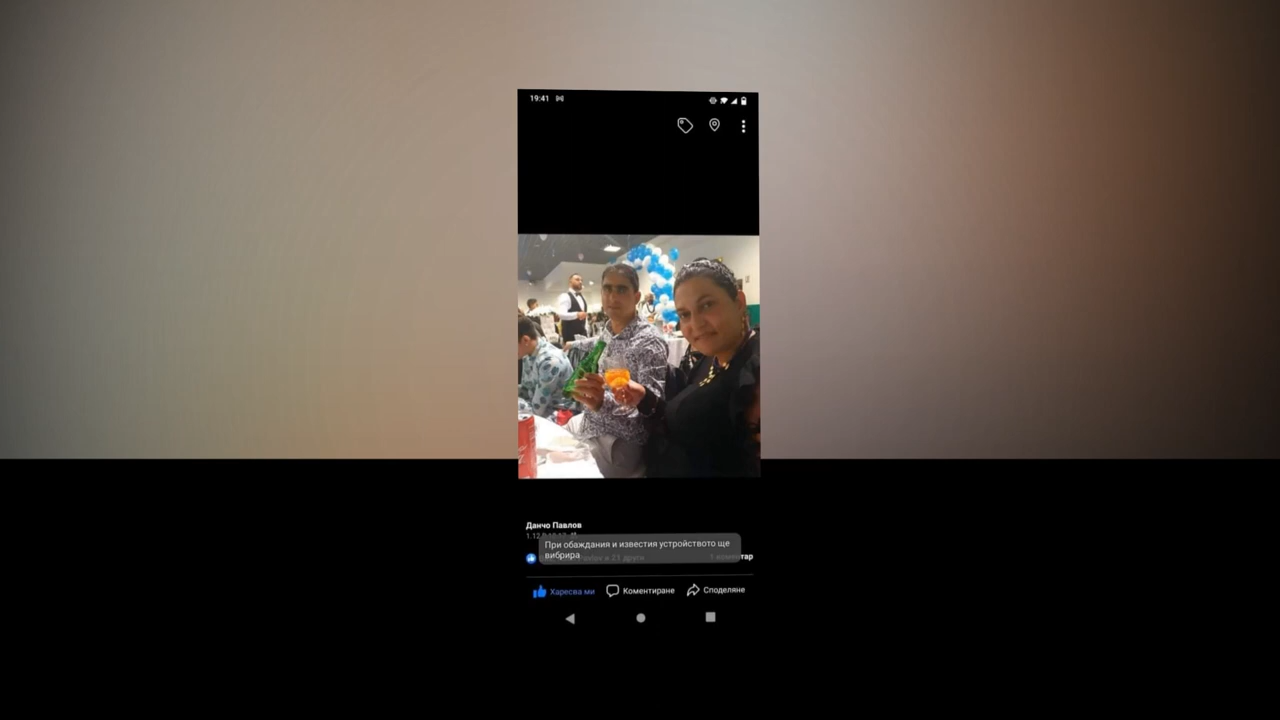 19:41
Данчо Павлов
При обаждания и известия устройството ще
вибрира
Харесва ми
Коментиране
Споделяне